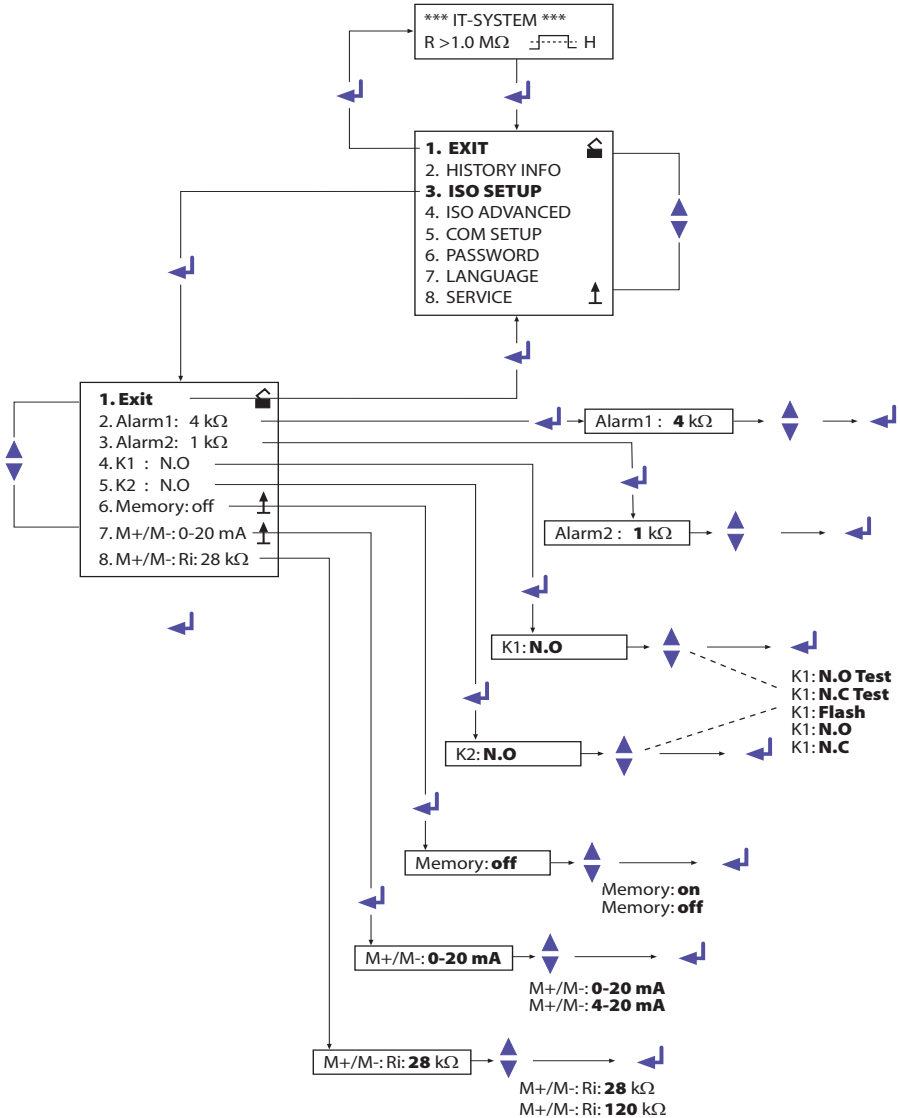 *** IT-SYSTEM ***
R >1.0 MΩ H
1. EXIT
2. HISTORY INFO
3. ISO SETUP
4. ISO ADVANCED
5. COM SETUP
6. PASSWORD
7. LANGUAGE
8. SERVICE
1. Exit
2. Alarm1: 4 kΩ
3. Alarm2: 1 kΩ
4. K1 : N.O
5. K2 : N.O
6. Memory: off
7. M+/M-: 0-20 mA
8. M+/M-: Ri: 28 kΩ
Alarm1 : 4 kΩ
Alarm2 : 1 kΩ
K1: N.O
K1: N.O Test
K1: N.C Test
K1: Flash
K1: N.O
K1: N.C
K2: N.O
Memory: off
Memory: on
Memory: off
M+/M-: 0-20 mA
M+/M-: 0-20 mA
M+/M-: 4-20 mA
M+/M-: Ri: 28 kΩ
M+/M-: Ri: 28 kΩ
M+/M-: Ri: 120 kΩ